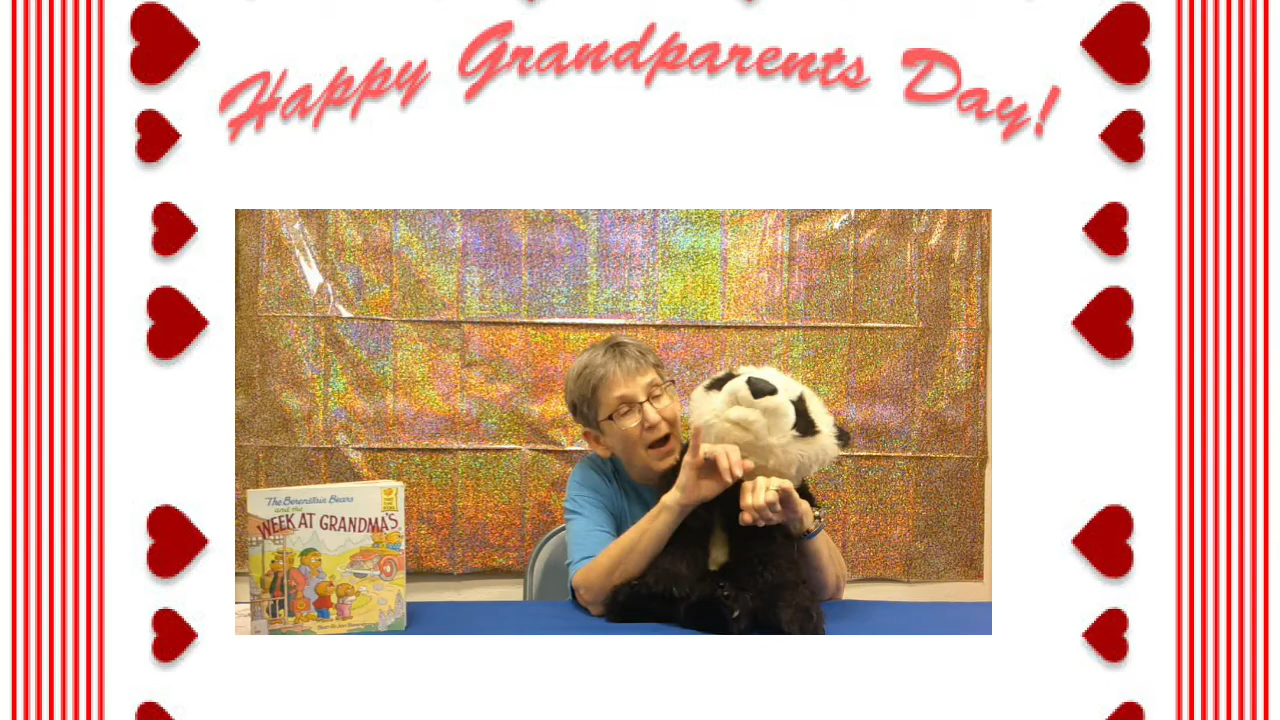 Happy Grandparents Day!
The Berenstain Bears
and the
WEEK AT GRANDMA'S